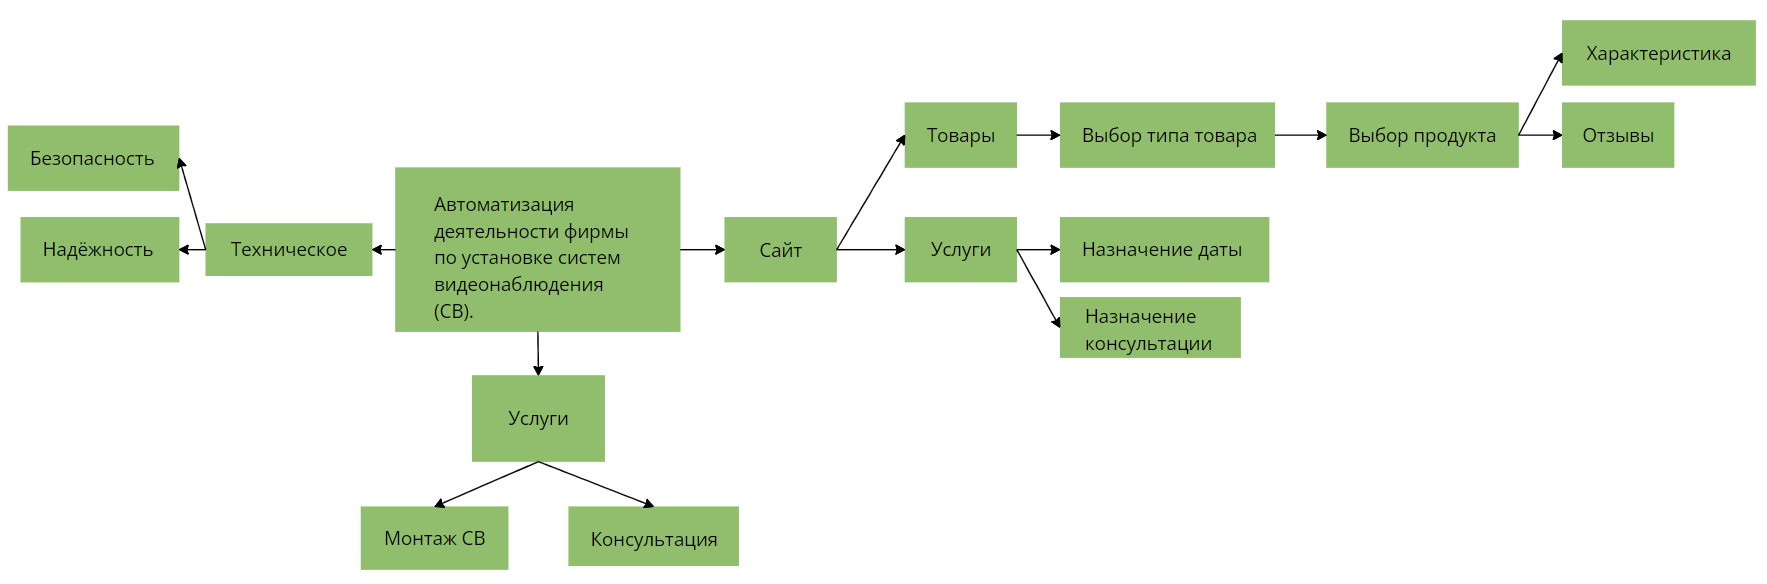 Характеристика
Товары
Выбор типа товара
Выбор продукта
Отзывы
Безопасность
Автоматизация
деятельности фирмы
по установке систем
видеонаблюдения
(СВ).
Надёжность
Техническое
Сайт
Услуги
Назначение даты
Назначение
консультации
Услуги
Монтаж СВ
Консультация